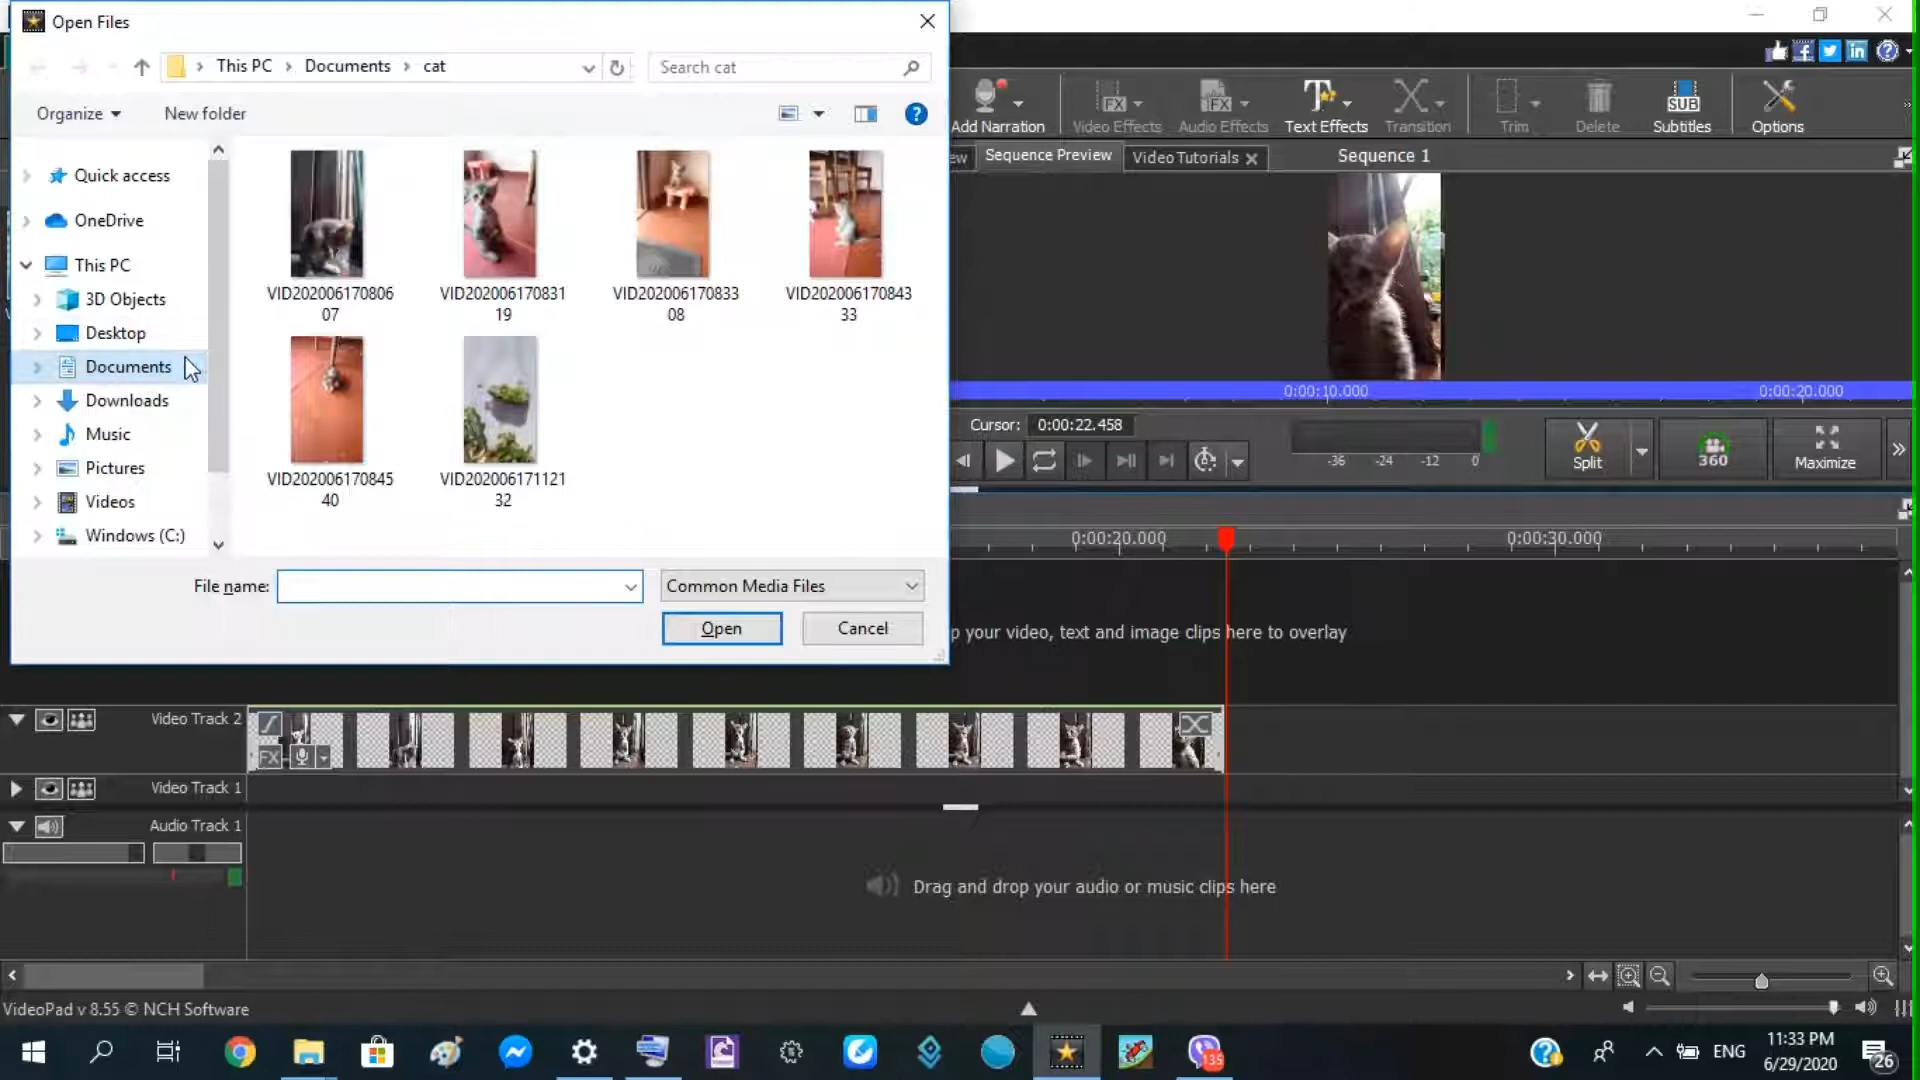 Open Files
This PC > Documents > cat
Search cat
Organize
New folder
Quick access
OneDrive
This PC
3D Objects
Desktop
Documents
Downloads
Music
Pictures
Videos
Windows (C:)
VID202006170806
07
VID202006170831
19
VID202006170833
08
VID202006170843
33
VID202006170845
40
VID202006171121
32
File name:
Common Media Files
Open
Cancel
Add Narration
Video Effects
Audio Effects
Text Effects
Transition
Trim
Delete
SUB
Subtitles
Options
ew
Sequence Preview
Video Tutorials
Sequence 1
0:00:10.000
0:00:20.000
Cursor:
0:00:22.458
-36
-24
-12
0
Split
360
Maximize
0:00:20.000
0:00:30.000
p your video, text and image clips here to overlay
Video Track 2
FX
Video Track 1
Audio Track 1
Drag and drop your audio or music clips here
VideoPad v 8.55 © NCH Software
135
ENG
11:33 PM
6/29/2020
26